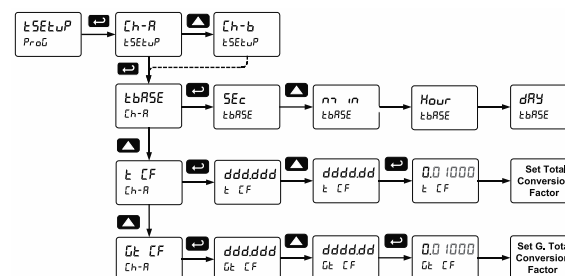 tSEtuP
ProG
Ch-A
tSEtuP
Ch-b
tSEtuP
tbASE
Ch-A
SEc
tbASE
min
tbASE
Hour
tbASE
dAY
tbASE
t CF
Ch-A
ddd.ddd
t CF
dddd.dd
t CF
0.01000
t CF
Set Total
Conversion
Factor
Gt CF
Ch-A
ddd.ddd
Gt CF
dddd.dd
Gt CF
0.01000
Gt CF
Set G. Tota
Conversion
Factor